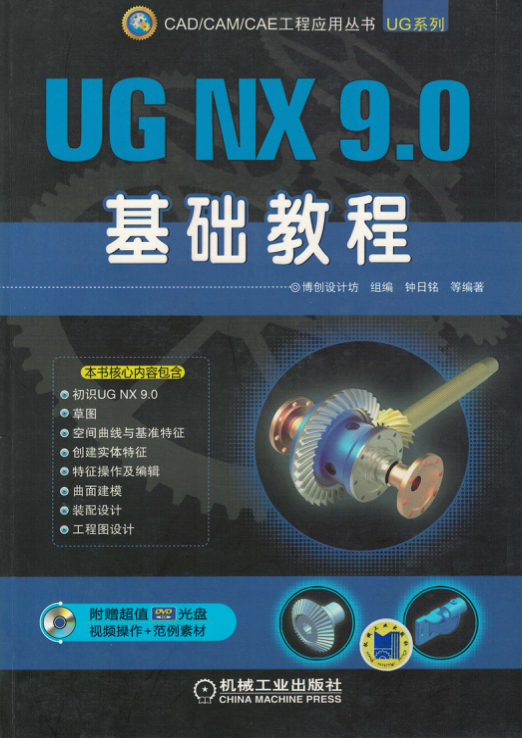 CAD/CAM/CAE工程应用丛书 UG系列
UG NX 9.0
基础教程
博创设计坊 组编 钟日铭 等编著
本书核心内容包含
初识UG NX 9.0
草图
空间曲线与基准特征
创建实体特征
特征操作及编辑
曲面建模
装配设计
工程图设计
附赠超值 DVD 光盘
视频操作+范例素材
机械工业出版社
CHINA MACHINE PRESS